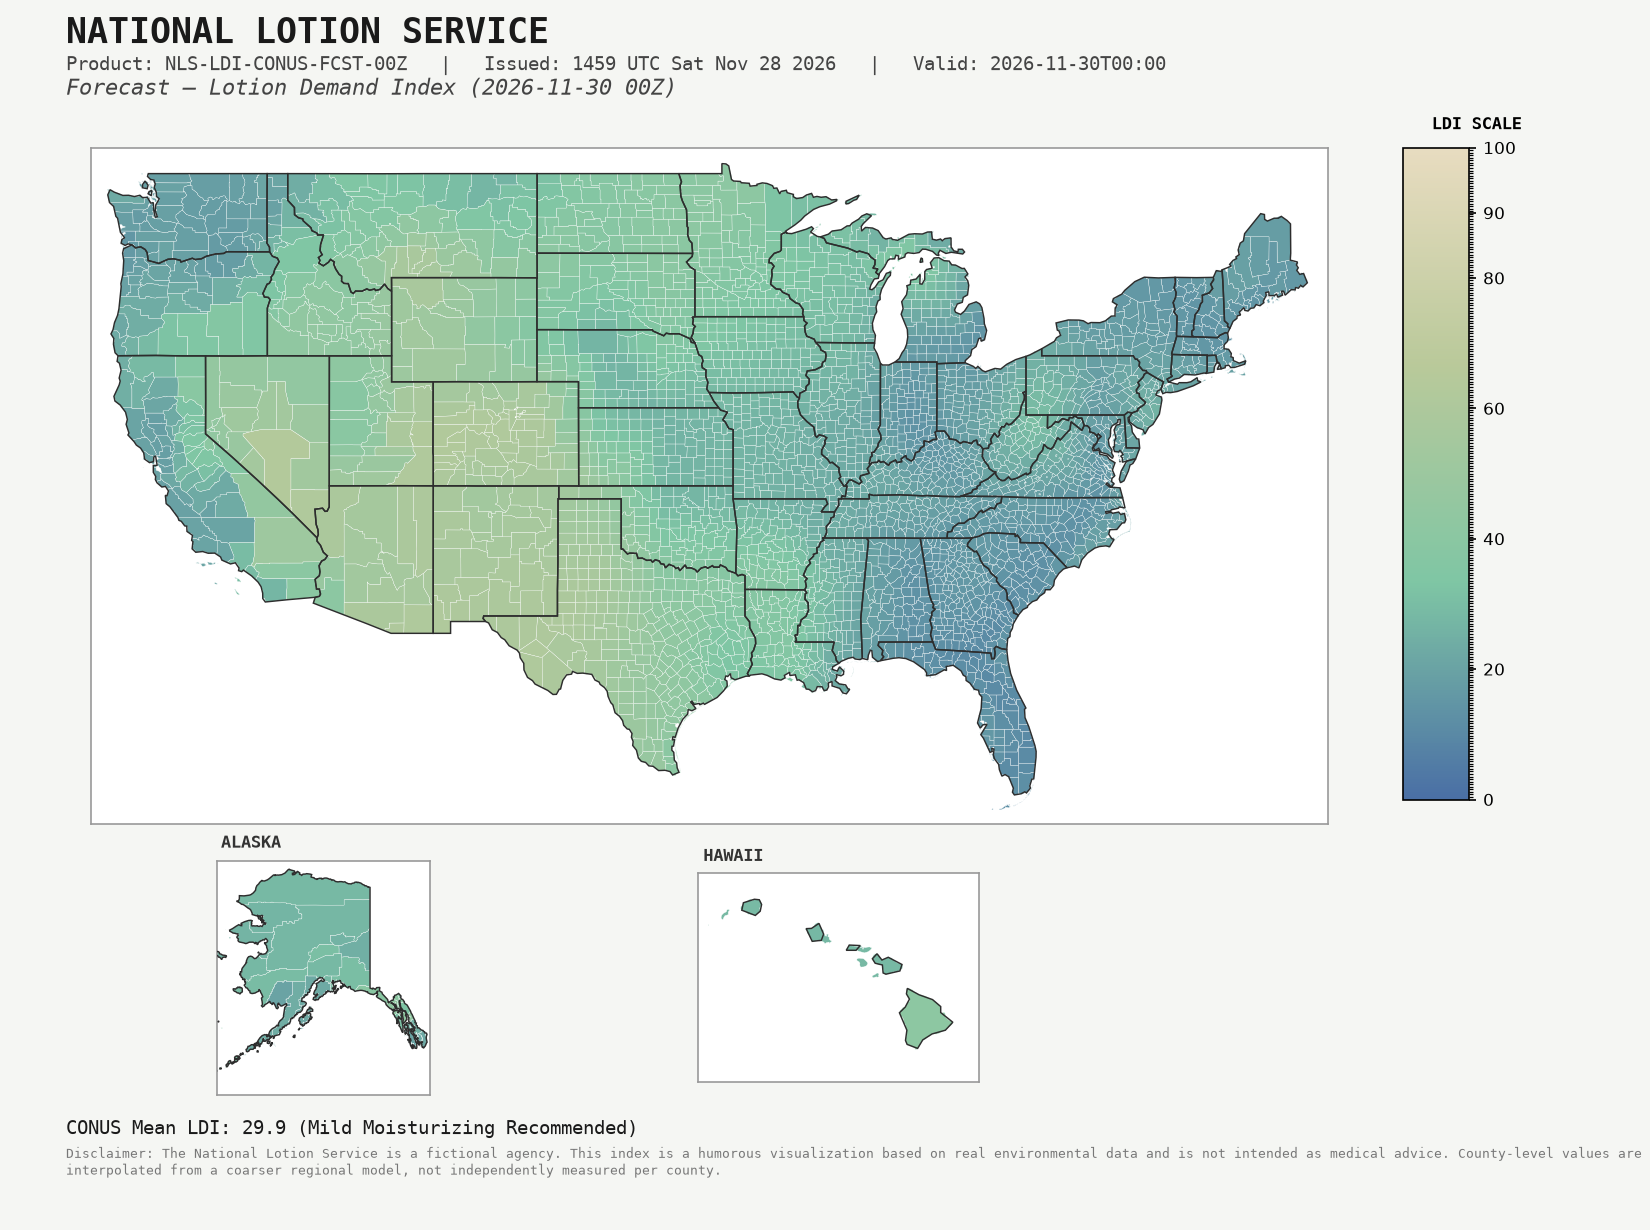 NATIONAL LOTION SERVICE
Product: NLS-LDI-CONUS-FCST-00Z | Issued: 1459 UTC Sat Nov 28 2026 | Valid: 2026-11-30T00:00
Forecast — Lotion Demand Index (2026-11-30 00Z)
LDI SCALE
100
90
80
60
40
20
0
ALASKA
HAWAII
CONUS Mean LDI: 29.9 (Mild Moisturizing Recommended)
Disclaimer: The National Lotion Service is a fictional agency. This index is a humorous visualization based on real environmental data and is not intended as medical advice. County-level values are
interpolated from a coarser regional model, not independently measured per county.